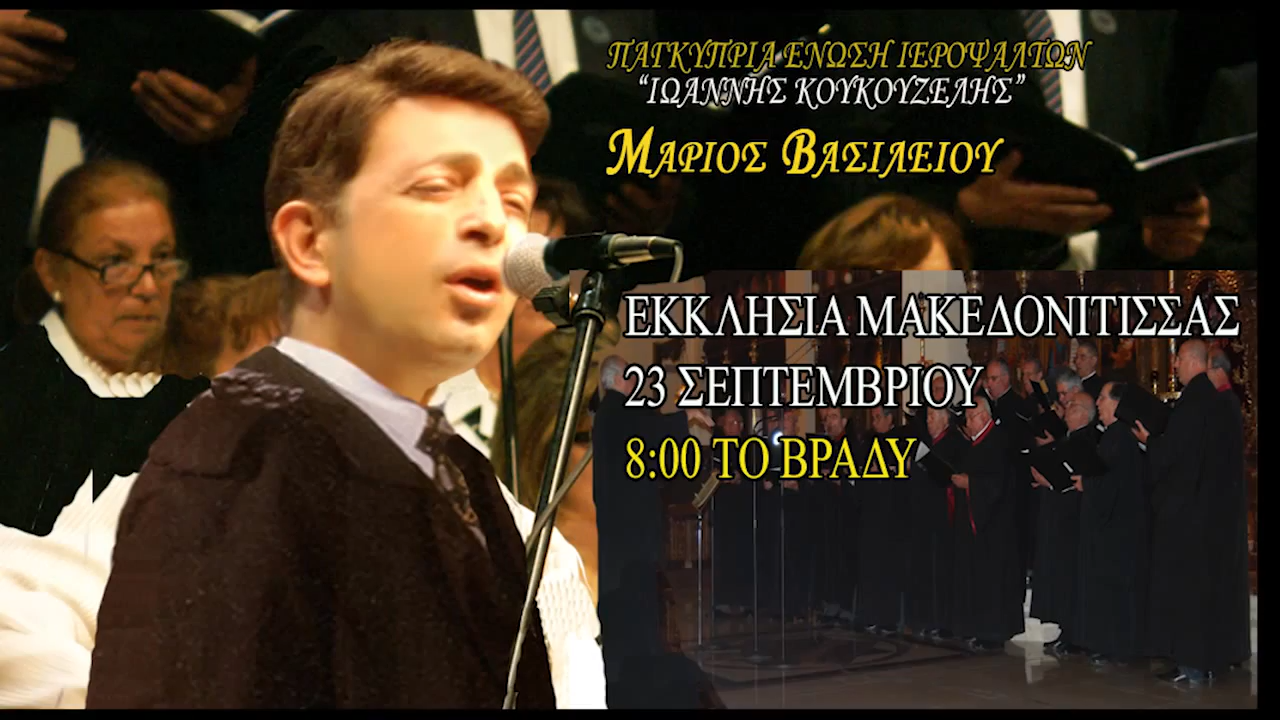 ΠΑΓΚΥΠΡΙΑ ΕΝΩΣΗ ΙΕΡΟΨΑΛΤΩΝ
“ΙΩΑΝΝΗΣ ΚΟΥΚΟΥΖΕΛΗΣ”
ΜΑΡΙΟΣ ΒΑΣΙΛΕΙΟΥ
ΕΚΚΛΗΣΙΑ ΜΑΚΕΔΟΝΙΤΙΣΣΑΣ
23 ΣΕΠΤΕΜΒΡΙΟΥ
8:00 ΤΟ ΒΡΑΔΥ